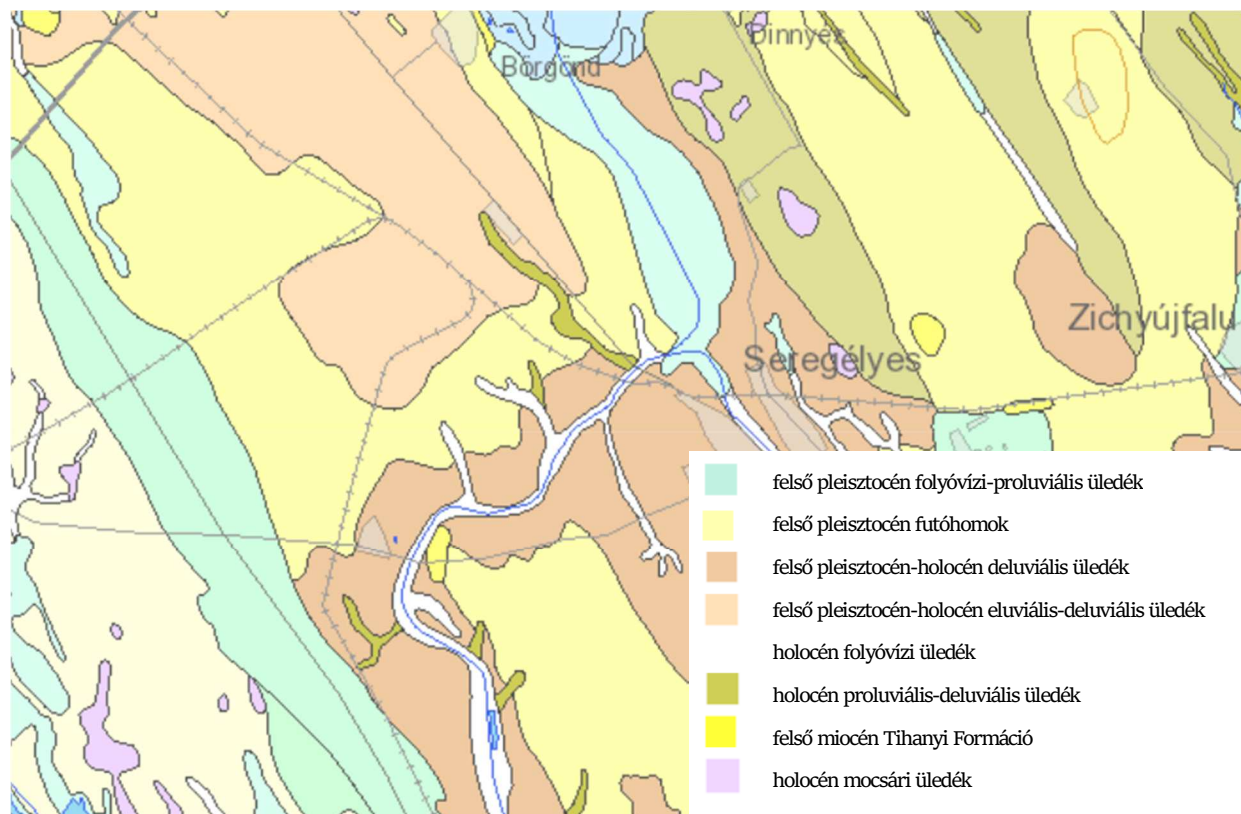 Dinnyés
Börgönd
Zichyújfalu
Seregélyes
felső pleisztocén folyóvízi-proluviális üledék
felső pleisztocén futóhomok
felső pleisztocén-holocén deluviális üledék
felső pleisztocén-holocén eluviális-deluviális üledék
holocén folyóvízi üledék
holocén proluviális-deluviális üledék
felső miocén Tihanyi Formáció
holocén mocsári üledék